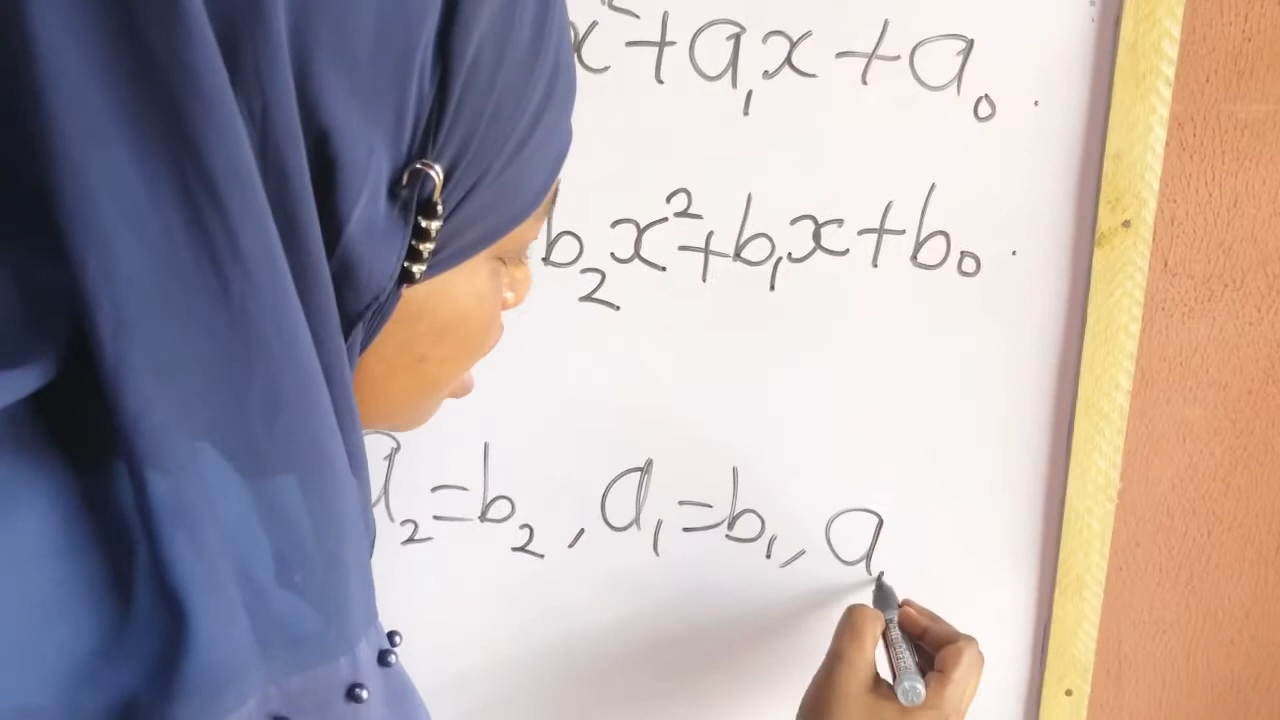 x²+a₁x+a₀.
b₂x²+b₁x+b₀.
a₂=b₂, a₁=b₁, a